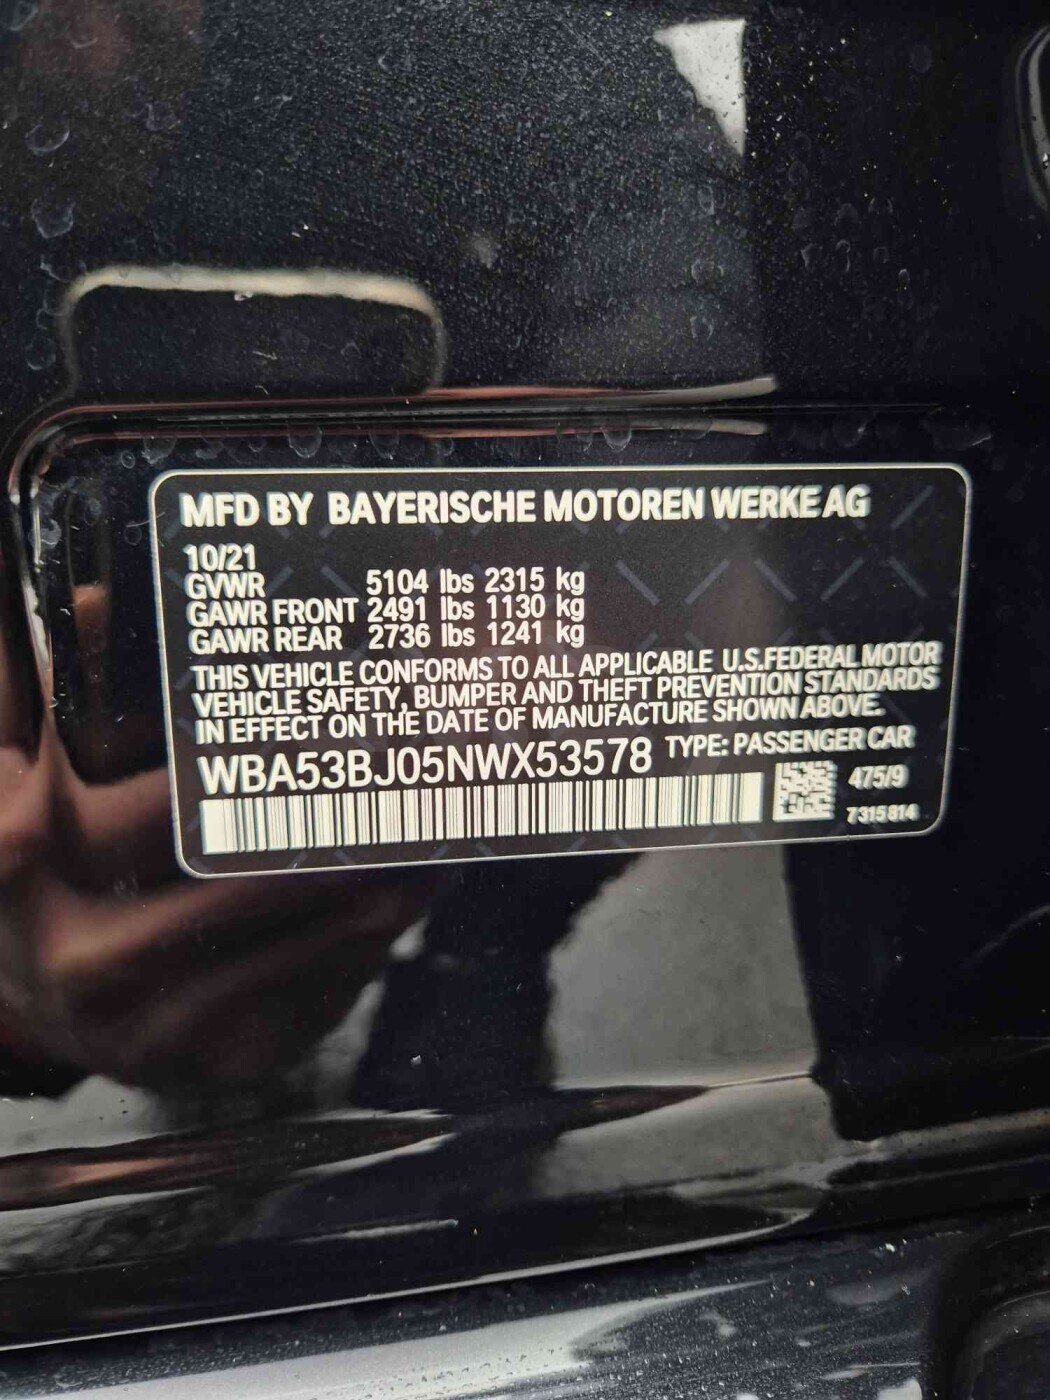 MFD BY BAYERISCHE MOTOREN WERKE AG
10/21
GVWR 5104 lbs 2315 kg
GAWR FRONT 2491 lbs 1130 kg
GAWR REAR 2736 lbs 1241 kg
THIS VEHICLE CONFORMS TO ALL APPLICABLE U.S.FEDERAL MOTOR
VEHICLE SAFETY, BUMPER AND THEFT PREVENTION STANDARDS
IN EFFECT ON THE DATE OF MANUFACTURE SHOWN ABOVE.
WBA53BJ05NWX53578 TYPE: PASSENGER CAR
475/9
7315814